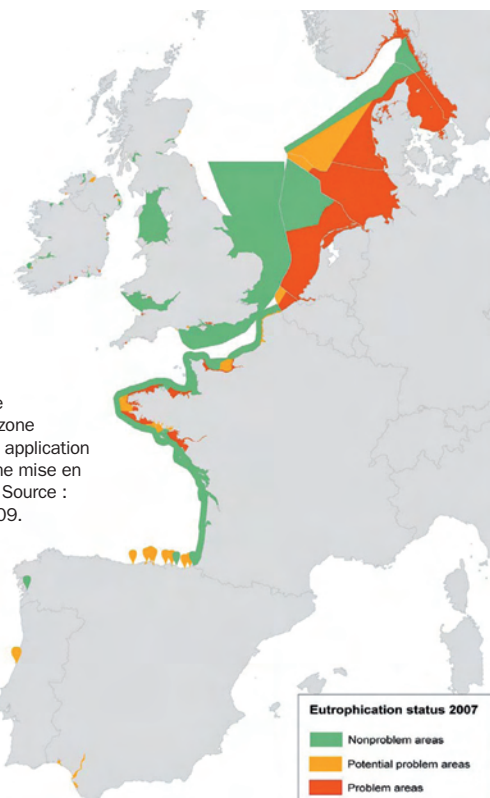 e
zone
application
ne mise en
Source :
09.
Eutrophication status 2007
Nonproblem areas
Potential problem areas
Problem areas